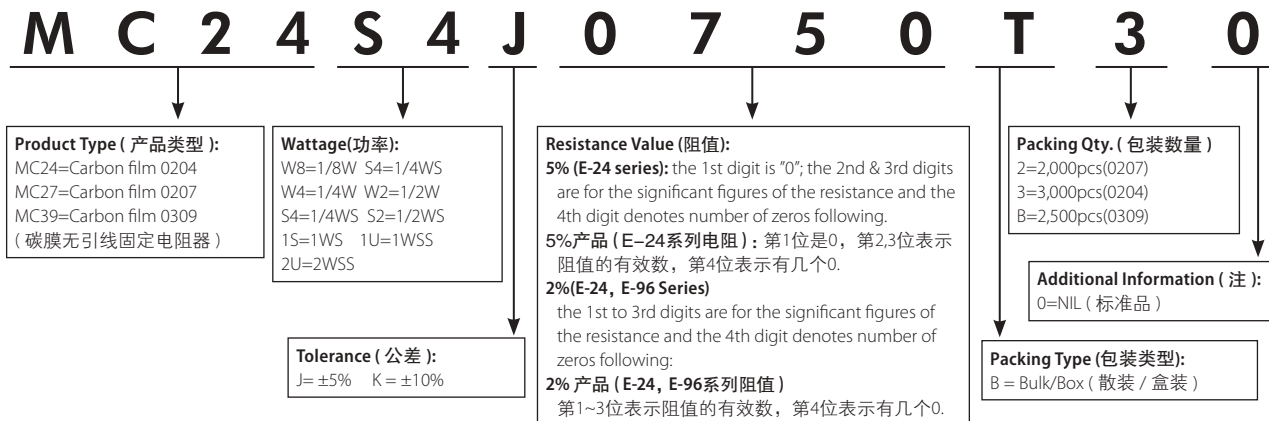 MC24S4J0750T30
Product Type ( 产品类型 ):
MC24=Carbon film 0204
MC27=Carbon film 0207
MC39=Carbon film 0309
( 碳膜无引线固定电阻器 )
Wattage(功率):
W8=1/8W S4=1/4WS
W4=1/4W W2=1/2W
S4=1/4WS S2=1/2WS
1S=1WS 1U=1WSS
2U=2WSS
Tolerance ( 公差 ):
J= ±5% K = ±10%
Resistance Value (阻值):
5% (E-24 series): the 1st digit is "0"; the 2nd & 3rd digits
are for the significant figures of the resistance and the
4th digit denotes number of zeros following.
5%产品 ( E–24系列电阻 ) : 第1位是0，第2,3位表示
阻值的有效数，第4位表示有几个0.
2%(E-24, E-96 Series)
the 1st to 3rd digits are for the significant figures of
the resistance and the 4th digit denotes number of
zeros following:
2% 产品 ( E-24, E-96系列阻值 )
第1~3位表示阻值的有效数，第4位表示有几个0.
Packing Qty. ( 包装数量 )
2=2,000pcs(0207)
3=3,000pcs(0204)
B=2,500pcs(0309)
Additional Information ( 注 ):
0=NIL ( 标准品 )
Packing Type (包装类型):
B = Bulk/Box ( 散装 / 盒装 )